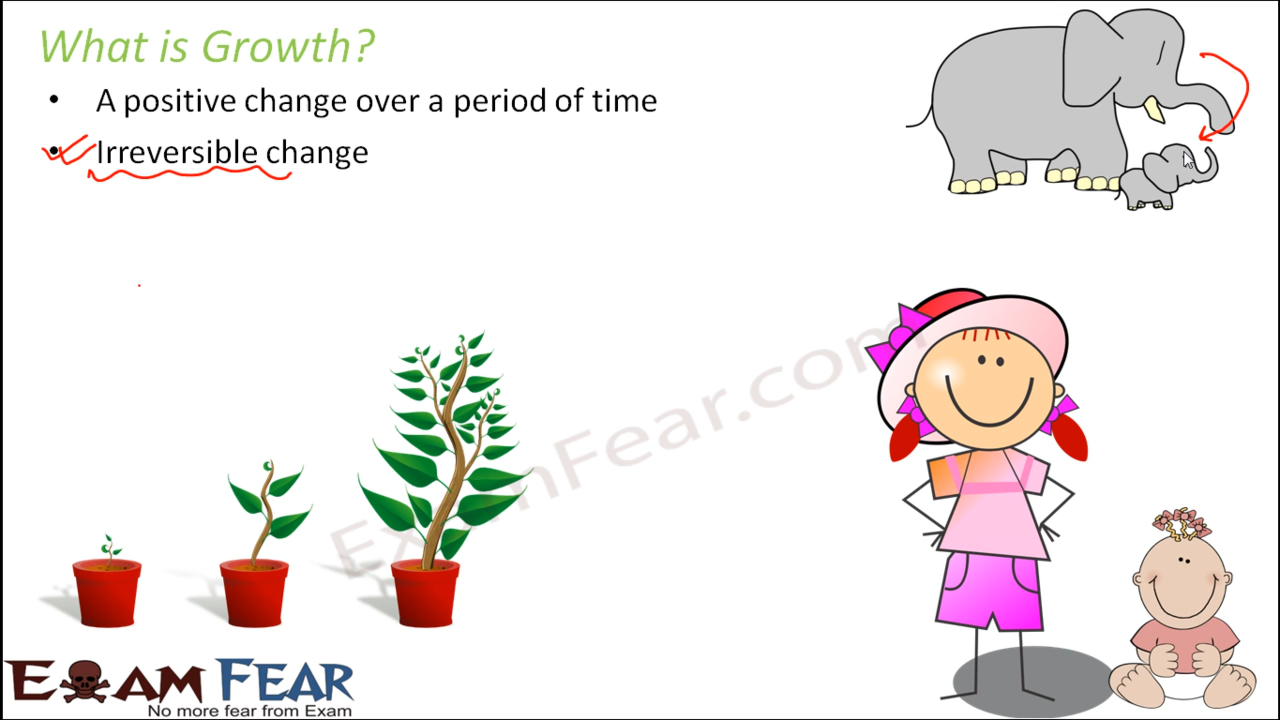 What is Growth?
• A positive change over a period of time
• Irreversible change
ExamFear.com
EXAM FEAR
No more fear from Exam